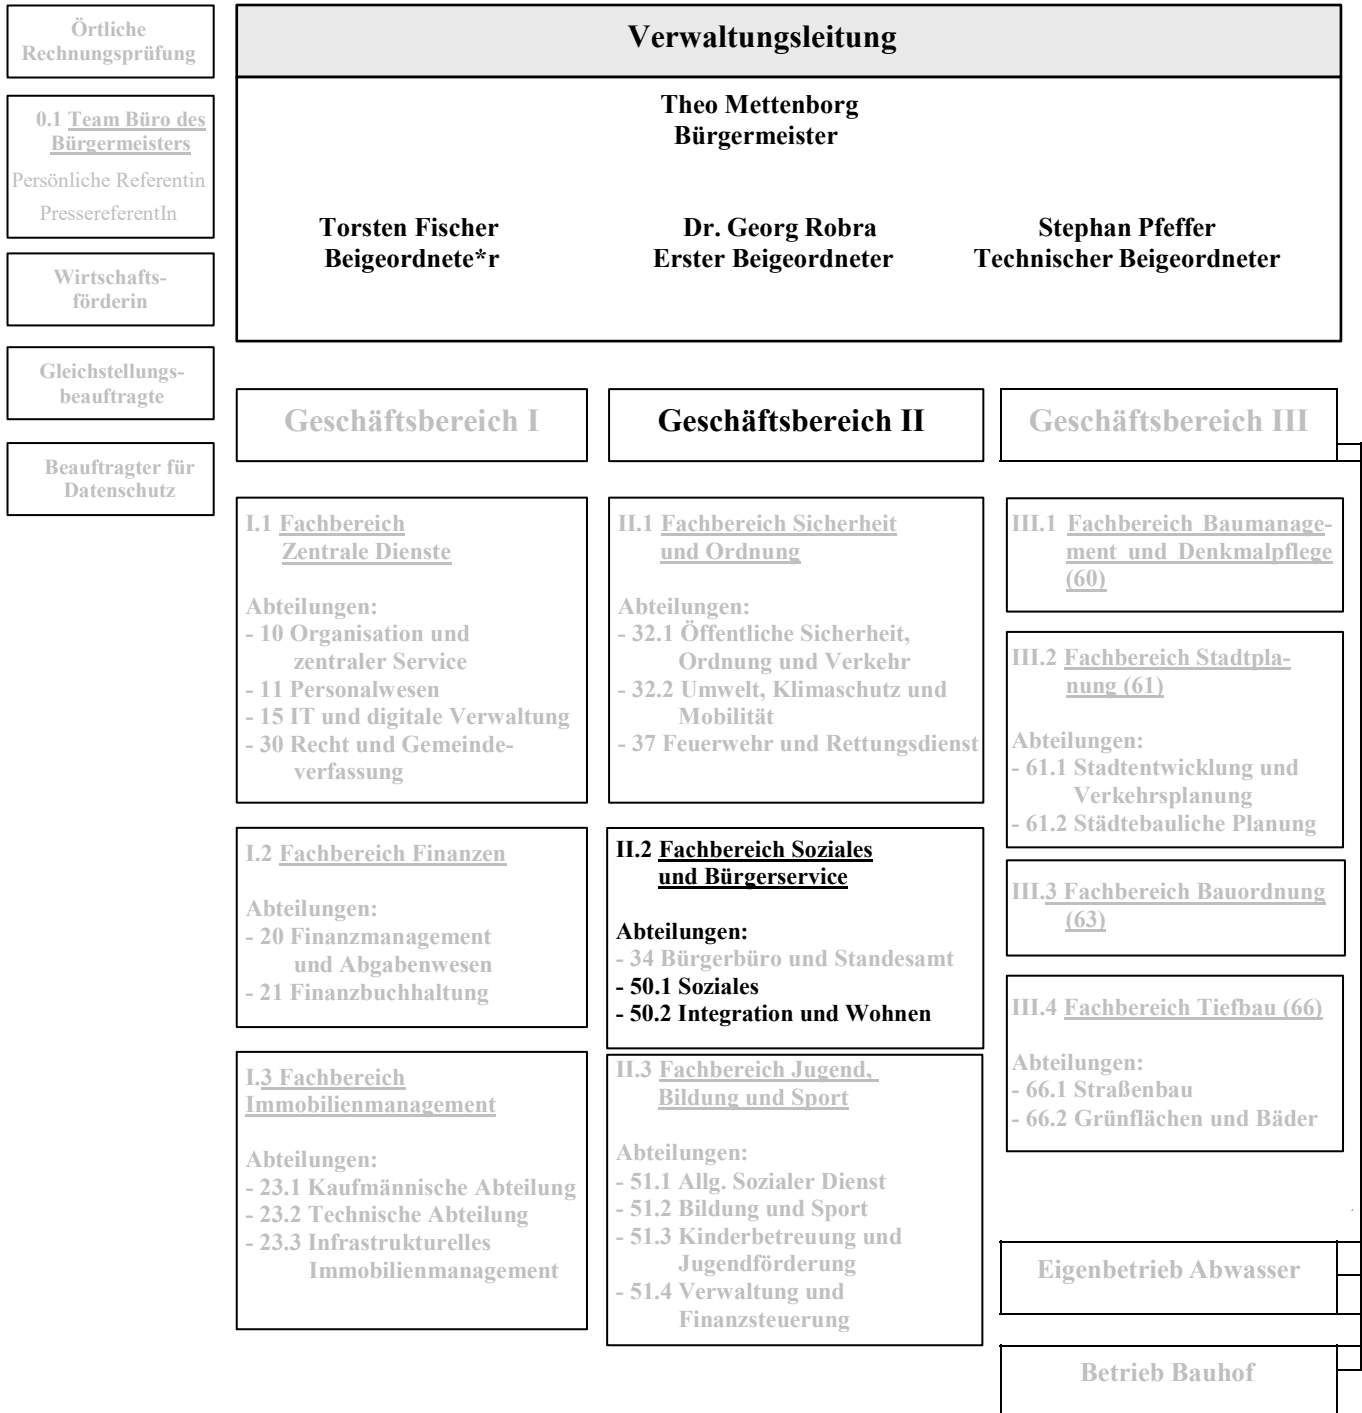 Örtliche
Rechnungsprüfung
0.1 Team Büro des
Bürgermeisters
Persönliche Referentin
PressereferentIn
Wirtschafts-
förderin
Gleichstellungs-
beauftragte
Beauftragter für
Datenschutz
Verwaltungsleitung
Theo Mettenborg
Bürgermeister
Torsten Fischer
Beigeordnete*r
Dr. Georg Robra
Erster Beigeordneter
Stephan Pfeffer
Technischer Beigeordneter
Geschäftsbereich I
I.1 Fachbereich
Zentrale Dienste
Abteilungen:
- 10 Organisation und
zentraler Service
- 11 Personalwesen
- 15 IT und digitale Verwaltung
- 30 Recht und Gemeinde-
verfassung
I.2 Fachbereich Finanzen
Abteilungen:
- 20 Finanzmanagement
und Abgabenwesen
- 21 Finanzbuchhaltung
I.3 Fachbereich
Immobilienmanagement
Abteilungen:
- 23.1 Kaufmännische Abteilung
- 23.2 Technische Abteilung
- 23.3 Infrastrukturelles
Immobilienmanagement
Geschäftsbereich II
II.1 Fachbereich Sicherheit
und Ordnung
Abteilungen:
- 32.1 Öffentliche Sicherheit,
Ordnung und Verkehr
- 32.2 Umwelt, Klimaschutz und
Mobilität
- 37 Feuerwehr und Rettungsdienst
II.2 Fachbereich Soziales
und Bürgerservice
Abteilungen:
- 34 Bürgerbüro und Standesamt
- 50.1 Soziales
- 50.2 Integration und Wohnen
II.3 Fachbereich Jugend,
Bildung und Sport
Abteilungen:
- 51.1 Allg. Sozialer Dienst
- 51.2 Bildung und Sport
- 51.3 Kinderbetreuung und
Jugendförderung
- 51.4 Verwaltung und
Finanzsteuerung
Geschäftsbereich III
III.1 Fachbereich Baumanage-
ment und Denkmalpflege
(60)
III.2 Fachbereich Stadtpla-
nung (61)
Abteilungen:
- 61.1 Stadtentwicklung und
Verkehrsplanung
- 61.2 Städtebauliche Planung
III.3 Fachbereich Bauordnung
(63)
III.4 Fachbereich Tiefbau (66)
Abteilungen:
- 66.1 Straßenbau
- 66.2 Grünflächen und Bäder
Eigenbetrieb Abwasser
Betrieb Bauhof